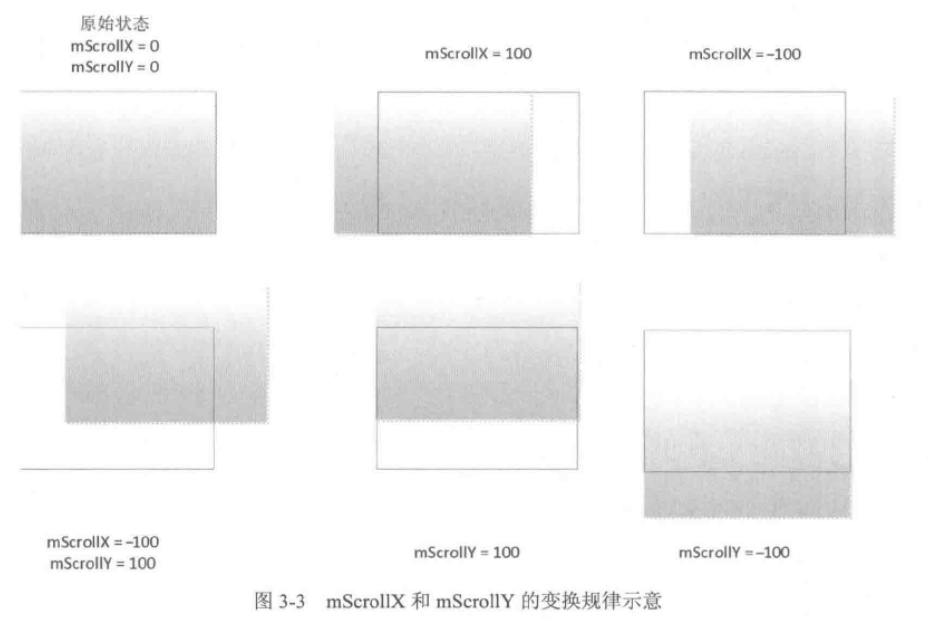 原始状态
mScrollX = 0
mScrollY = 0
mScrollX = 100
mScrollX = –100
mScrollX = –100
mScrollY = 100
mScrollY = 100
mScrollY = –100
图 3-3 mScrollX 和 mScrollY 的变换规律示意